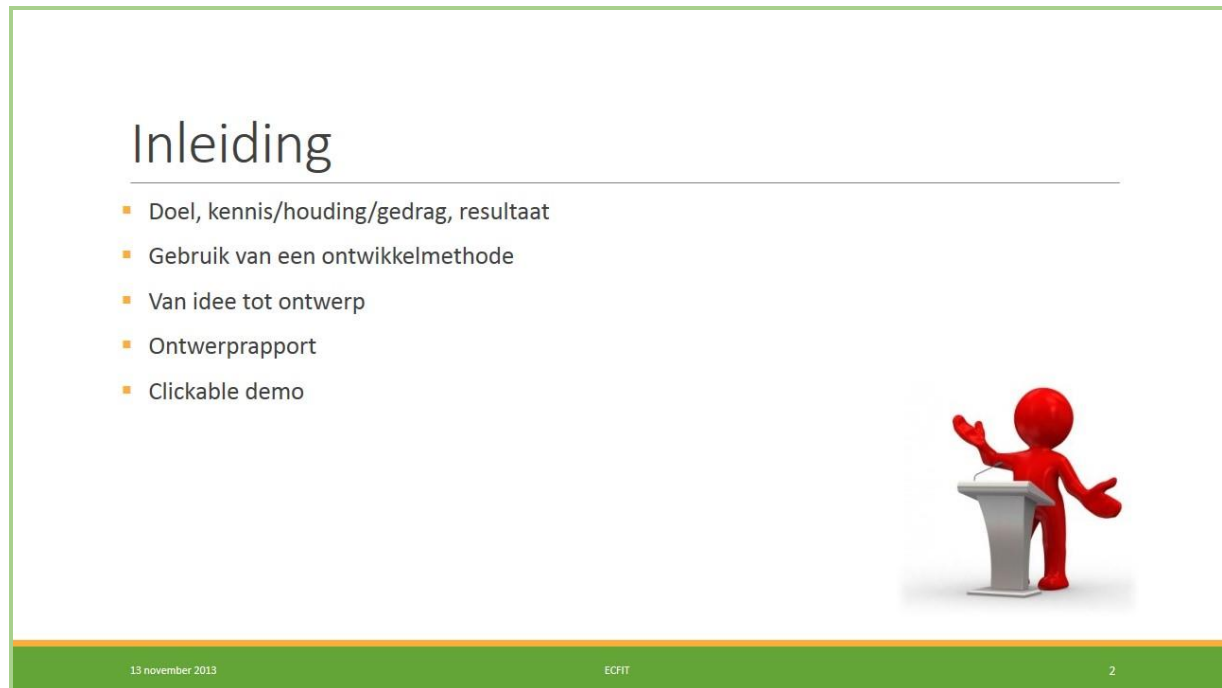 Inleiding
Doel, kennis/houding/gedrag, resultaat
Gebruik van een ontwikkelmethode
Van idee tot ontwerp
Ontwerprapport
Clickable demo
13 november 2013
ECFIT
2